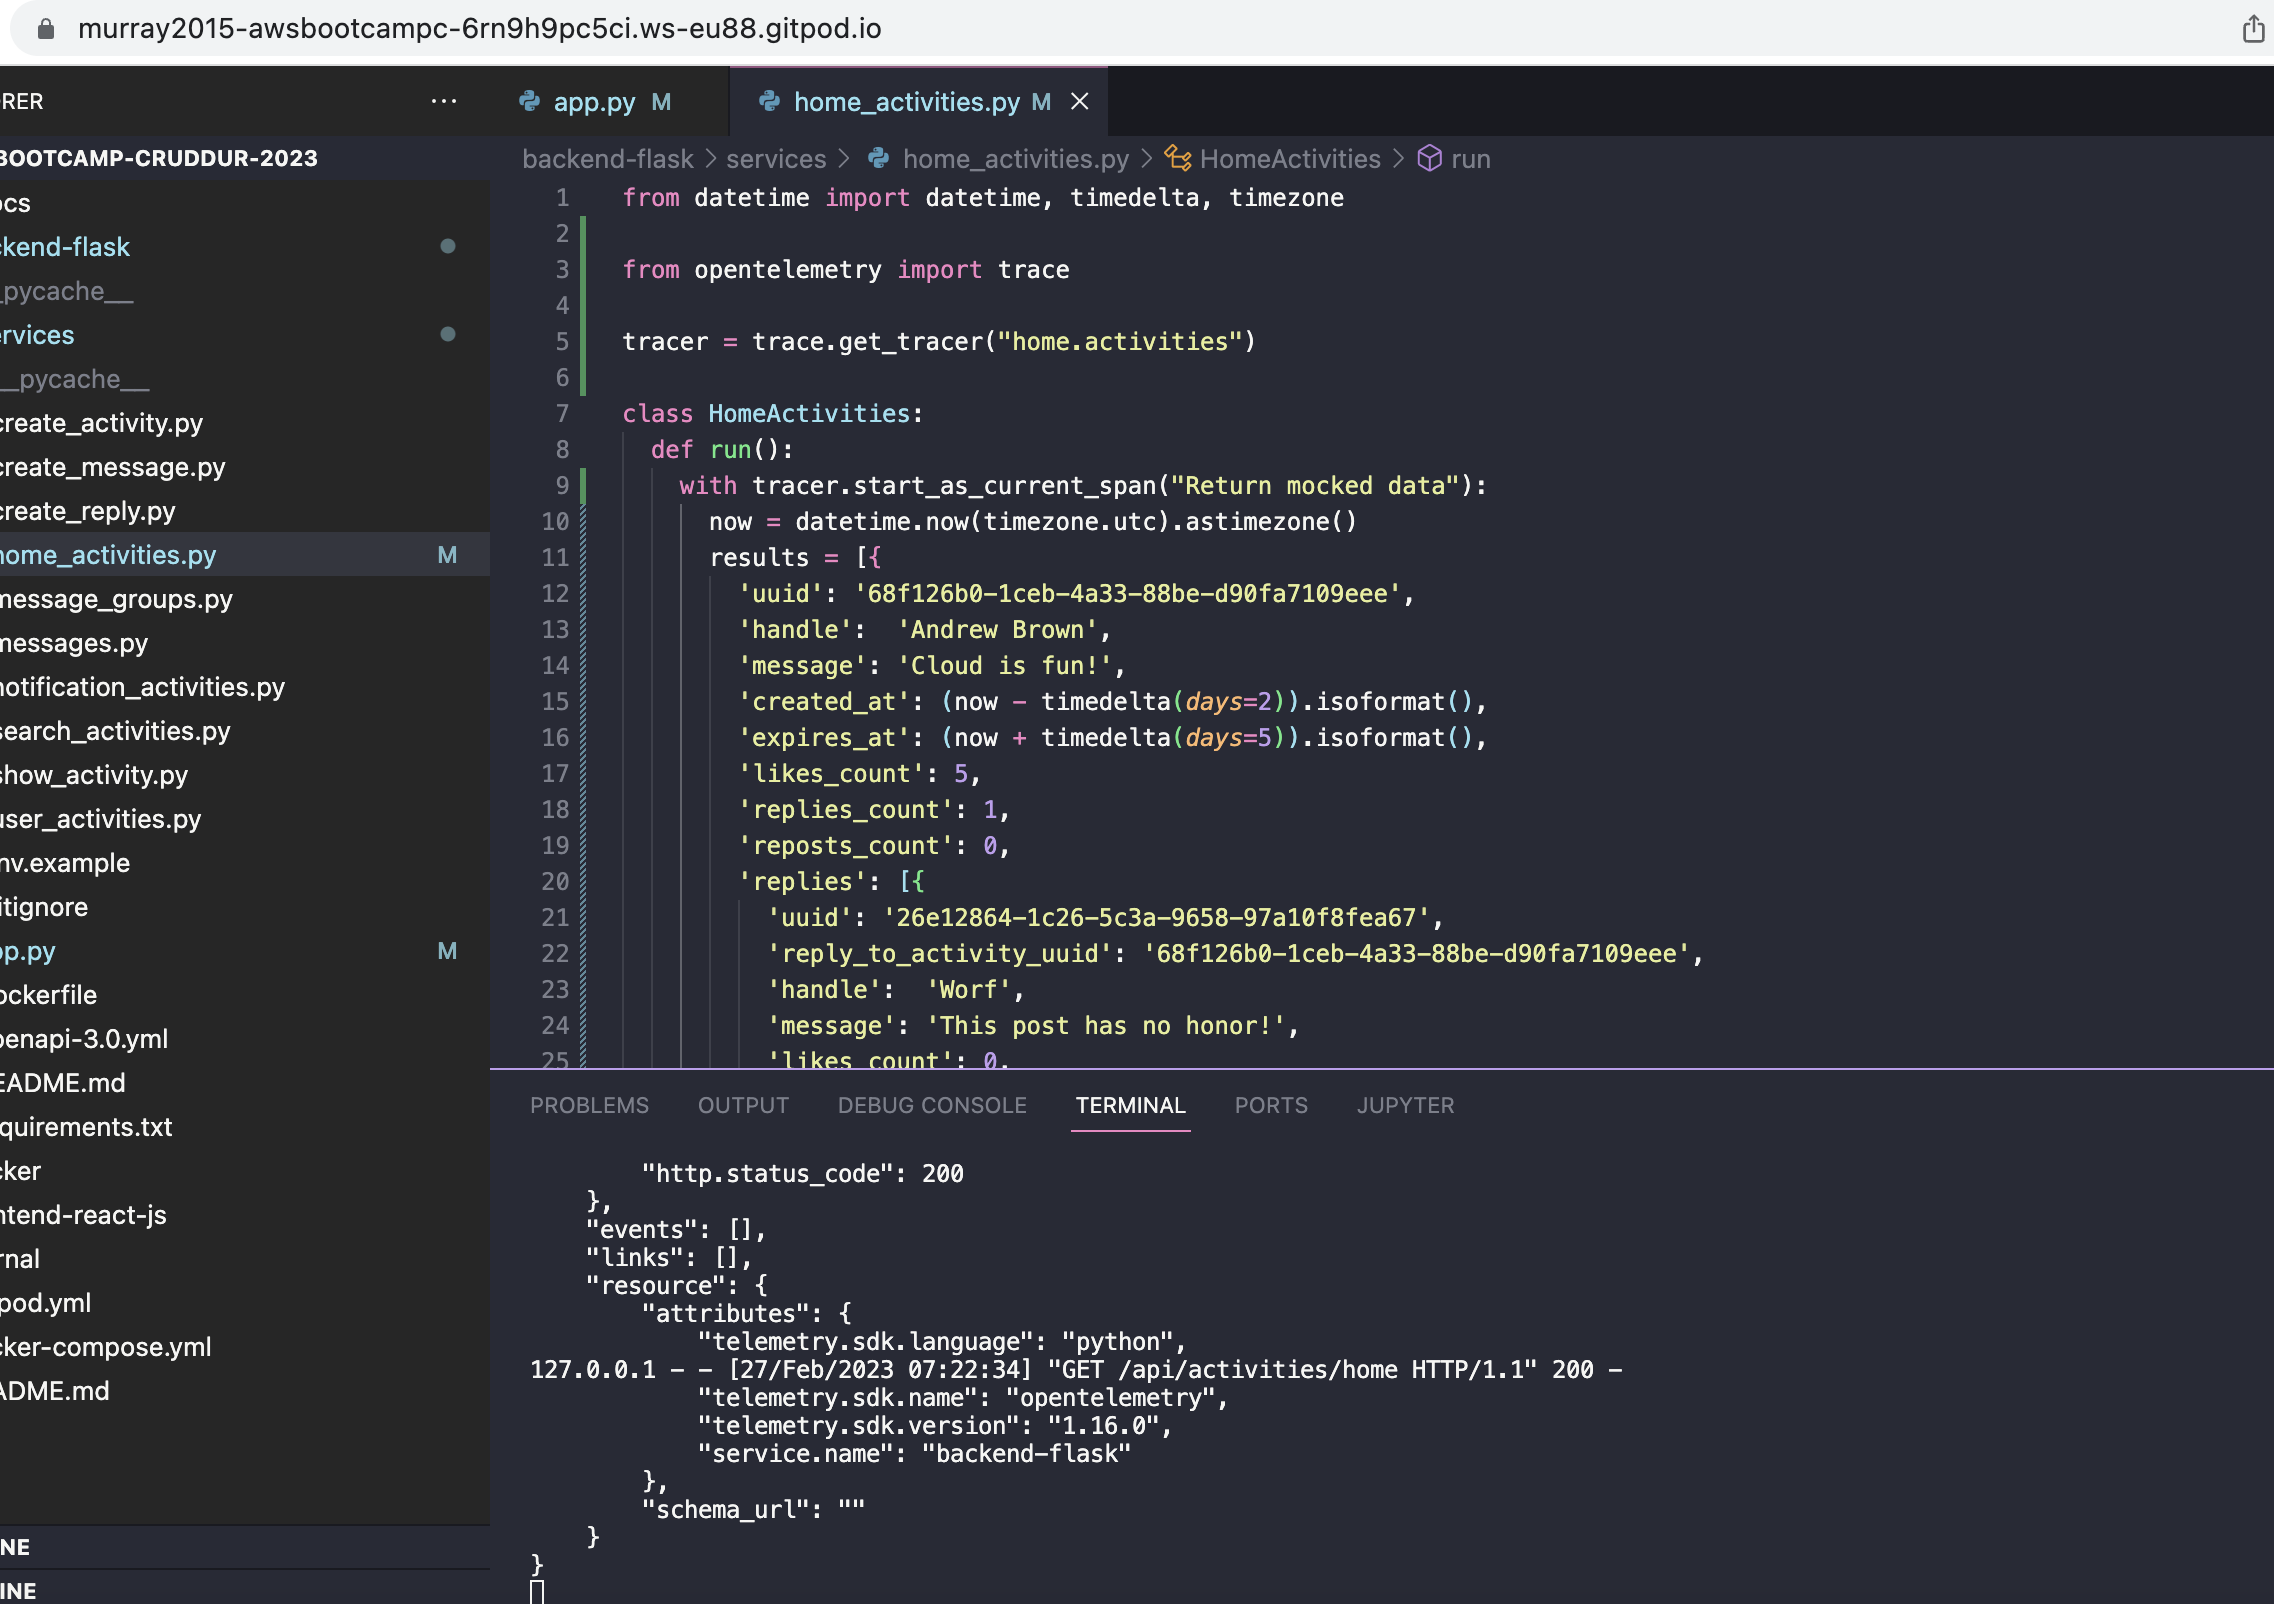 murray2015-awsbootcampc-6rn9h9pc5ci.ws-eu88.gitpod.io
RER
···
app.py M
home_activities.py M
BOOTCAMP-CRUDDUR-2023
backend-flask > services > home_activities.py > HomeActivities > run
ocs
kend-flask
_pycache__
rvices
__pycache__
create_activity.py
create_message.py
create_reply.py
home_activities.py M
message_groups.py
messages.py
notification_activities.py
search_activities.py
show_activity.py
user_activities.py
nv.example
itignore
pp.py M
ockerfile
penapi-3.0.yml
EADME.md
quirements.txt
cker
ntend-react-js
rnal
pod.yml
cker-compose.yml
ADME.md
NE
INE
1 from datetime import datetime, timedelta, timezone
2
3 from opentelemetry import trace
4
5 tracer = trace.get_tracer("home.activities")
6
7 class HomeActivities:
8 def run():
9 with tracer.start_as_current_span("Return mocked data"):
10 now = datetime.now(timezone.utc).astimezone()
11 results = [{
12 'uuid': '68f126b0-1ceb-4a33-88be-d90fa7109eee',
13 'handle':  'Andrew Brown',
14 'message': 'Cloud is fun!',
15 'created_at': (now - timedelta(days=2)).isoformat(),
16 'expires_at': (now + timedelta(days=5)).isoformat(),
17 'likes_count': 5,
18 'replies_count': 1,
19 'reposts_count': 0,
20 'replies': [{
21 'uuid': '26e12864-1c26-5c3a-9658-97a10f8fea67',
22 'reply_to_activity_uuid': '68f126b0-1ceb-4a33-88be-d90fa7109eee',
23 'handle':  'Worf',
24 'message': 'This post has no honor!',
25 'likes_count': 0,
PROBLEMS OUTPUT DEBUG CONSOLE TERMINAL PORTS JUPYTER
"http.status_code": 200
},
"events": [],
"links": [],
"resource": {
"attributes": {
"telemetry.sdk.language": "python",
127.0.0.1 - - [27/Feb/2023 07:22:34] "GET /api/activities/home HTTP/1.1" 200 -
"telemetry.sdk.name": "opentelemetry",
"telemetry.sdk.version": "1.16.0",
"service.name": "backend-flask"
},
"schema_url": ""
}
}